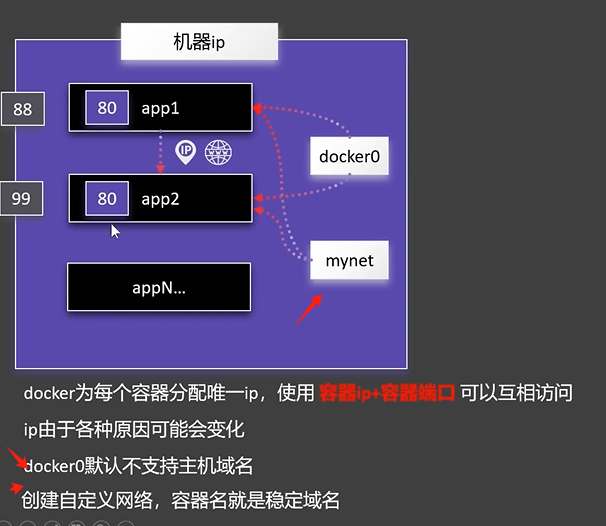 机器ip
88
80
app1
IP
WWW
docker0
99
80
app2
mynet
appN...
docker为每个容器分配唯一ip，使用 容器ip+容器端口 可以互相访问
ip由于各种原因可能会变化
docker0默认不支持主机域名
创建自定义网络，容器名就是稳定域名